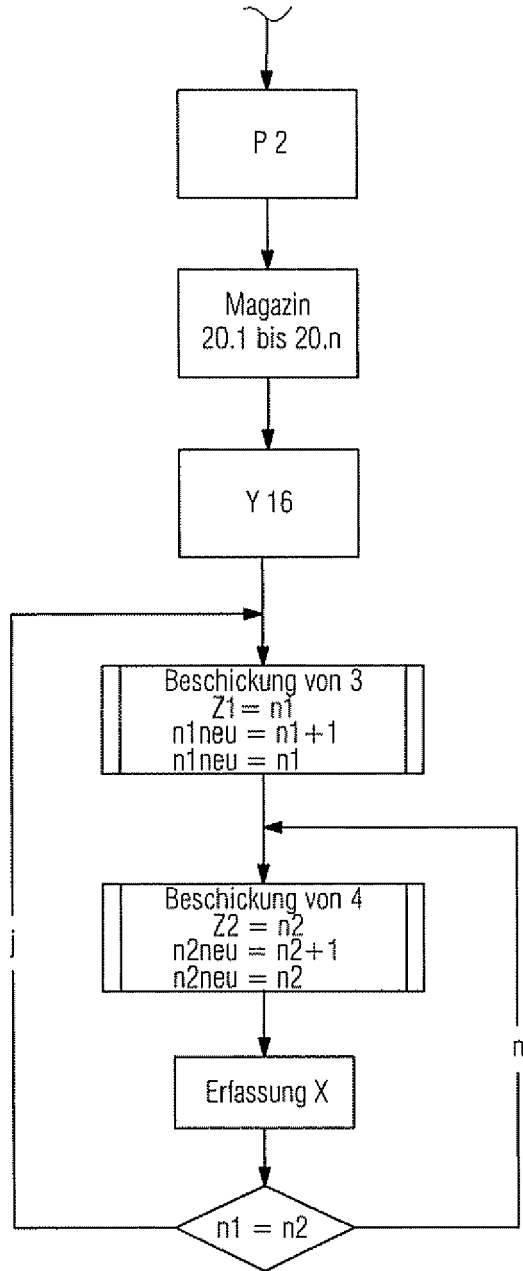 P 2
Magazin
20.1 bis 20.n
Y 16
Beschickung von 3
Z1 = n1
n1neu = n1+1
n1neu = n1
Beschickung von 4
Z2 = n2
n2neu = n2+1
n2neu = n2
j
n
Erfassung X
n1 = n2